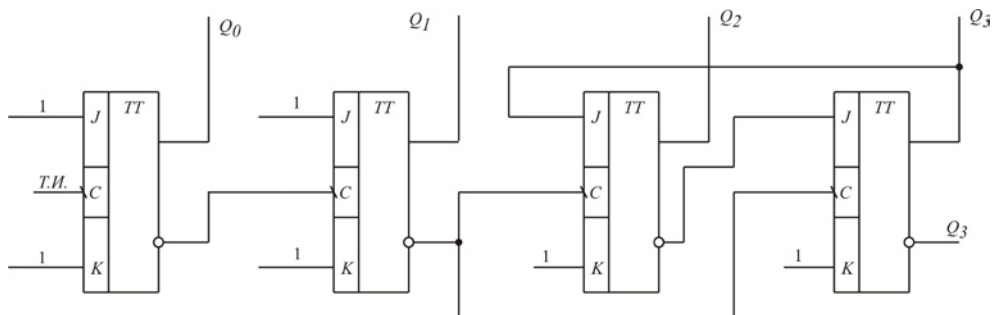 Q0 Q1 Q2 Q3
1 J TT 1 J TT J TT J TT
Т.И. C C C C
Q3
1 K 1 K 1 K 1 K